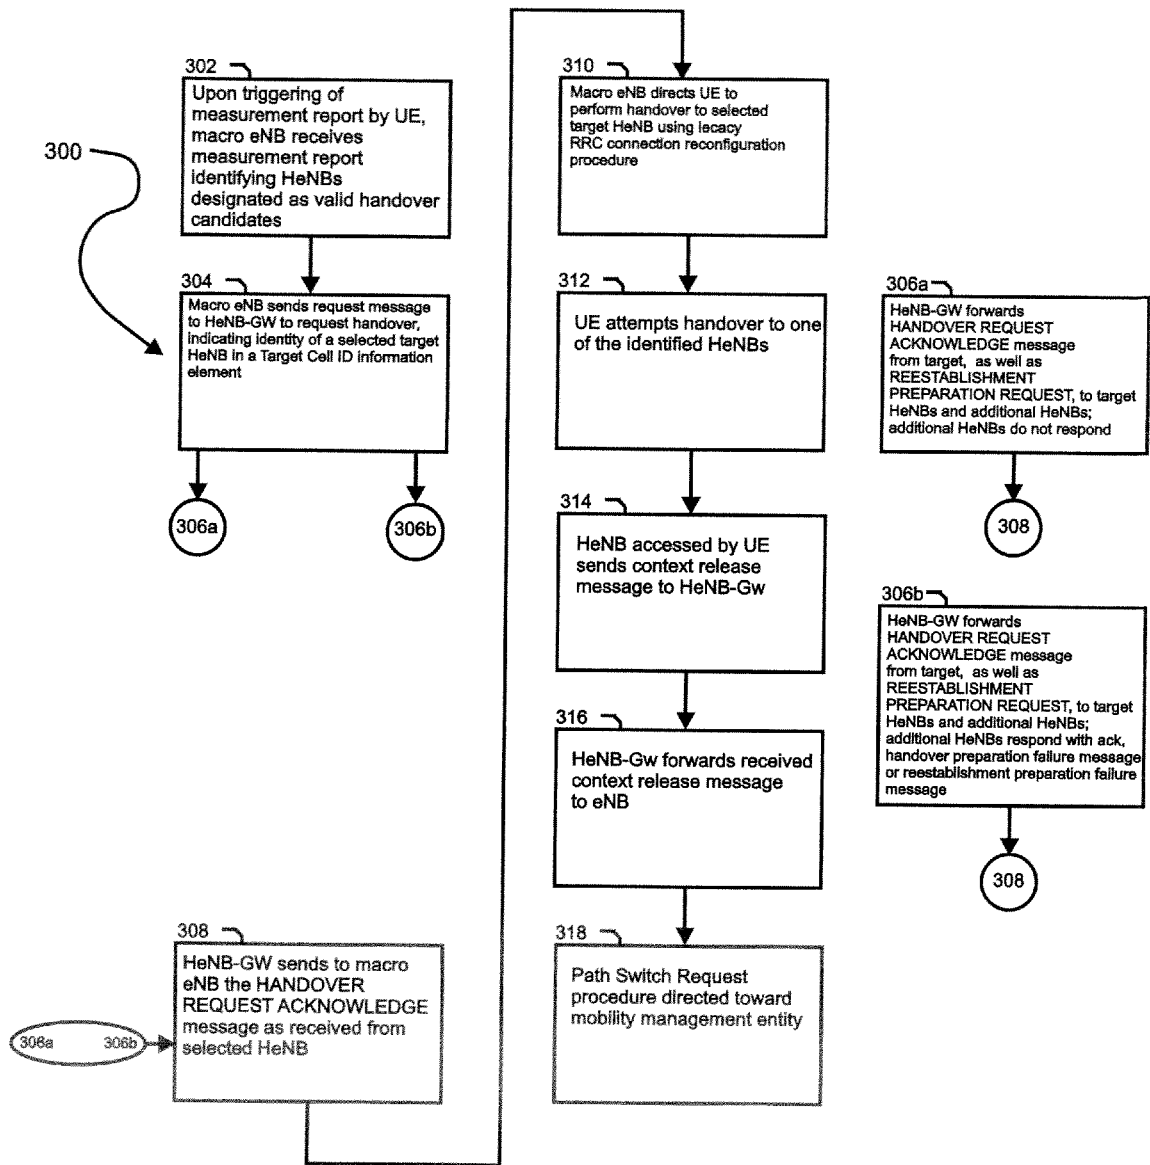 300
302
Upon triggering of
measurement report by UE,
macro eNB receives
measurement report
identifying HeNBs
designated as valid handover
candidates
304
Macro eNB sends request message
to HeNB-GW to request handover,
indicating identity of a selected target
HeNB in a Target Cell ID information
element
306a
306b
308
HeNB-GW sends to macro
eNB the HANDOVER
REQUEST ACKNOWLEDGE
message as received from
selected HeNB
306a 306b
310
Macro eNB directs UE to
perform handover to selected
target HeNB using lecacy
RRC connection reconfiguration
procedure
312
UE attempts handover to one
of the identified HeNBs
314
HeNB accessed by UE
sends context release
message to HeNB-Gw
316
HeNB-Gw forwards received
context release message
to eNB
318
Path Switch Request
procedure directed toward
mobility management entity
306a
HeNB-GW forwards
HANDOVER REQUEST
ACKNOWLEDGE message
from target, as well as
REESTABLISHMENT
PREPARATION REQUEST, to target
HeNBs and additional HeNBs;
additional HeNBs do not respond
308
306b
HeNB-GW forwards
HANDOVER REQUEST
ACKNOWLEDGE message
from target, as well as
REESTABLISHMENT
PREPARATION REQUEST, to target
HeNBs and additional HeNBs;
additional HeNBs respond with ack,
handover preparation failure message
or reestablishment preparation failure
message
308